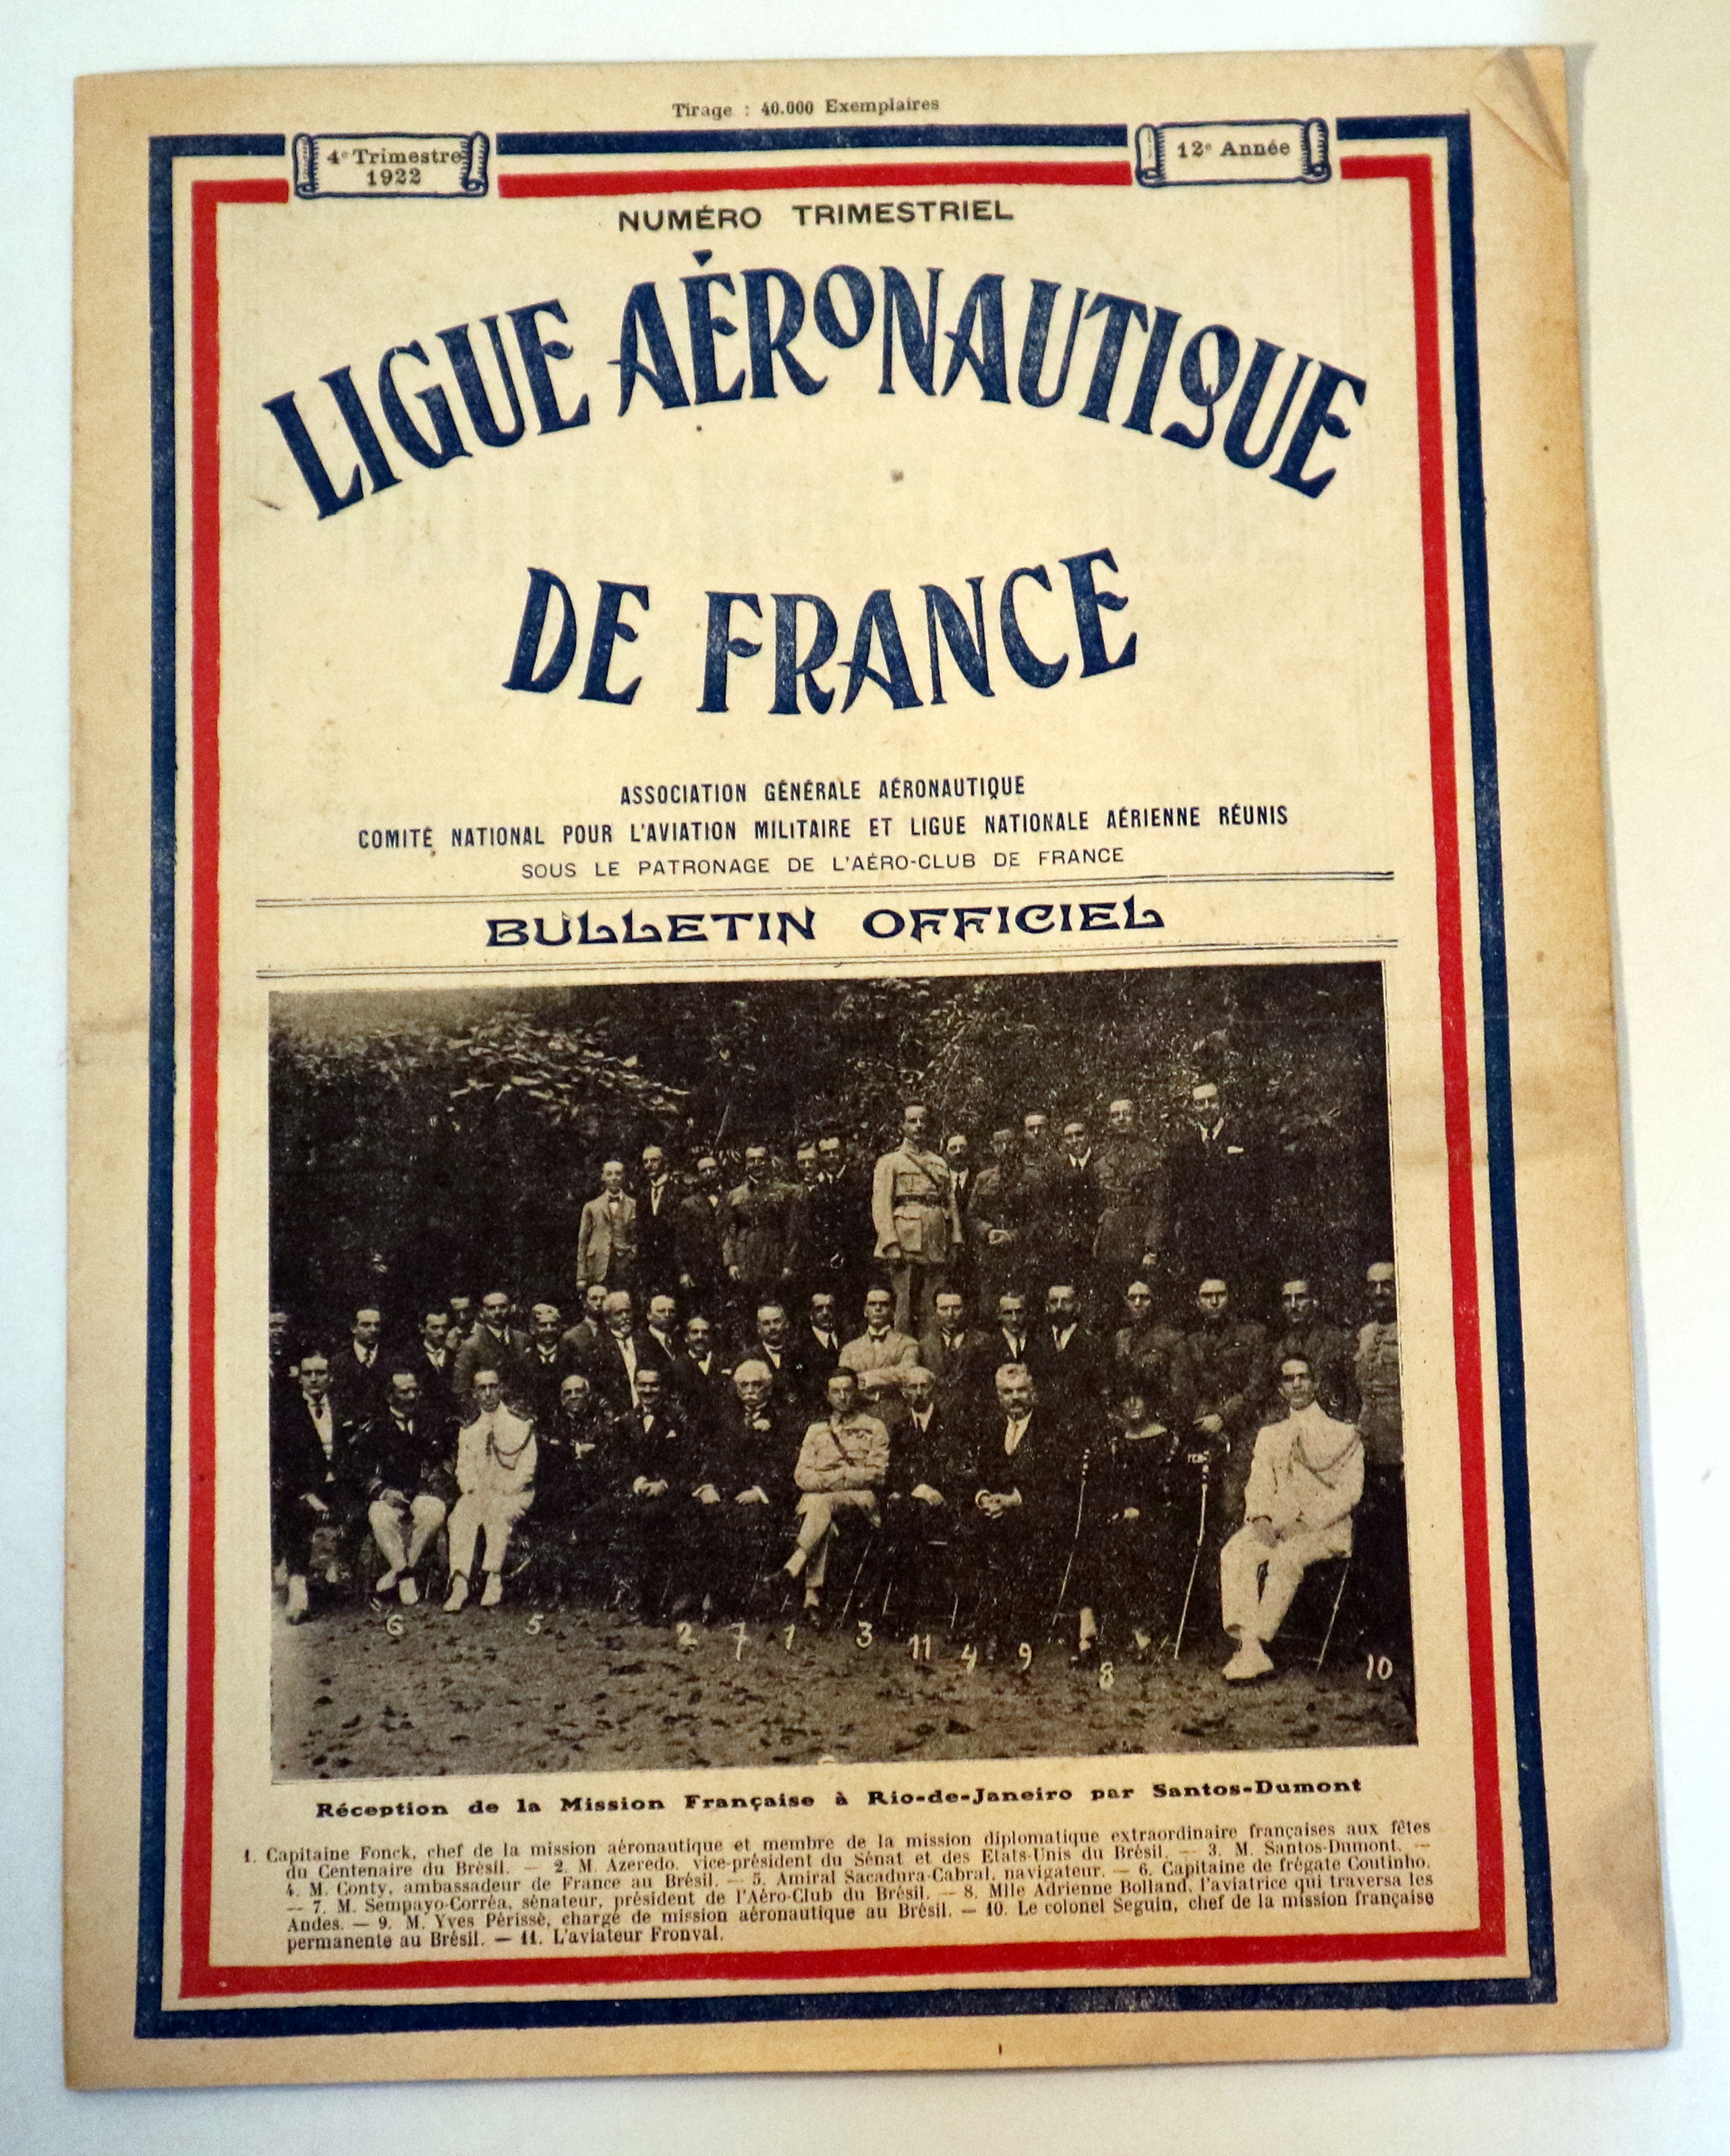 Tirage : 40.000 Exemplaires
4e Trimestre
1922
12e Année
NUMÉRO TRIMESTRIEL
LIGUE AÉRONAUTIQUE
DE FRANCE
ASSOCIATION GÉNÉRALE AÉRONAUTIQUE
COMITÉ NATIONAL POUR L'AVIATION MILITAIRE ET LIGUE NATIONALE AÉRIENNE RÉUNIS
SOUS LE PATRONAGE DE L'AÉRO-CLUB DE FRANCE
BULLETIN OFFICIEL
6 5 2 7 1 3 11 4 9 8 10
Réception de la Mission Française à Rio-de-Janeiro par Santos-Dumont
1. Capitaine Fonck, chef de la mission aéronautique et membre de la mission diplomatique extraordinaire françaises aux fêtes
du Centenaire du Brésil. — 2. M. Azeredo, vice-président du Sénat et des Etats-Unis du Brésil. — 3. M. Santos-Dumont. —
4. M. Conty, ambassadeur de France au Brésil. — 5. Amiral Sacadura-Cabral, navigateur. — 6. Capitaine de frégate Coutinho.
— 7. M. Sempayo-Corréa, sénateur, président de l'Aéro-Club du Brésil. — 8. Mlle Adrienne Bolland, l'aviatrice qui traversa les
Andes. — 9. M. Yves Périssé, chargé de mission aéronautique au Brésil. — 10. Le colonel Seguin, chef de la mission française
permanente au Brésil. — 11. L'aviateur Fronval.